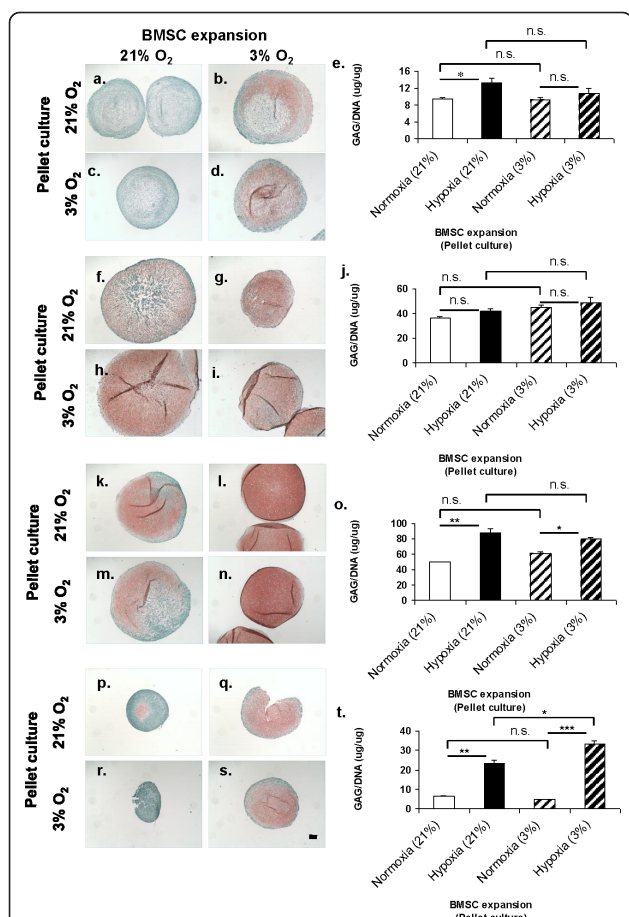 BMSC expansion
21% O2 3% O2
Pellet culture
21% O2
3% O2
a.
b.
c.
d.
e.
n.s.
n.s.
* n.s.
GAG/DNA (ug/ug)
16
12
8
4
0
Normoxia (21%)
Hypoxia (21%)
Normoxia (3%)
Hypoxia (3%)
BMSC expansion
(Pellet culture)
Pellet culture
21% O2
3% O2
f.
g.
h.
i.
j.
n.s.
n.s.
n.s. n.s.
GAG/DNA (ug/ug)
60
40
20
0
Normoxia (21%)
Hypoxia (21%)
Normoxia (3%)
Hypoxia (3%)
BMSC expansion
(Pellet culture)
Pellet culture
21% O2
3% O2
k.
l.
m.
n.
o.
n.s.
n.s.
** *
GAG/DNA (ug/ug)
100
80
60
40
20
0
Normoxia (21%)
Hypoxia (21%)
Normoxia (3%)
Hypoxia (3%)
BMSC expansion
(Pellet culture)
Pellet culture
21% O2
3% O2
p.
q.
r.
s.
t.
*
n.s.
** ***
GAG/DNA (ug/ug)
40
30
20
10
0
Normoxia (21%)
Hypoxia (21%)
Normoxia (3%)
Hypoxia (3%)
BMSC expansion
(Pellet culture)